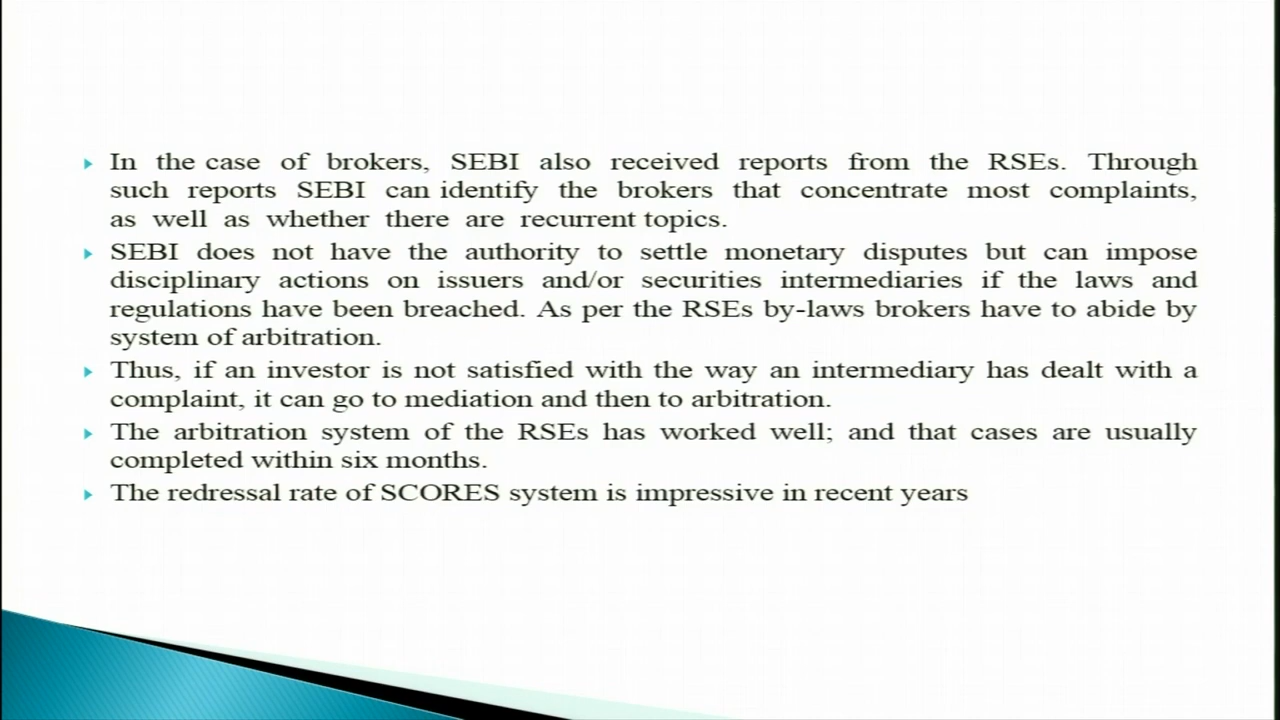 In the case of brokers, SEBI also received reports from the RSEs. Through
such reports SEBI can identify the brokers that concentrate most complaints,
as well as whether there are recurrent topics.
SEBI does not have the authority to settle monetary disputes but can impose
disciplinary actions on issuers and/or securities intermediaries if the laws and
regulations have been breached. As per the RSEs by-laws brokers have to abide by
system of arbitration.
Thus, if an investor is not satisfied with the way an intermediary has dealt with a
complaint, it can go to mediation and then to arbitration.
The arbitration system of the RSEs has worked well; and that cases are usually
completed within six months.
The redressal rate of SCORES system is impressive in recent years